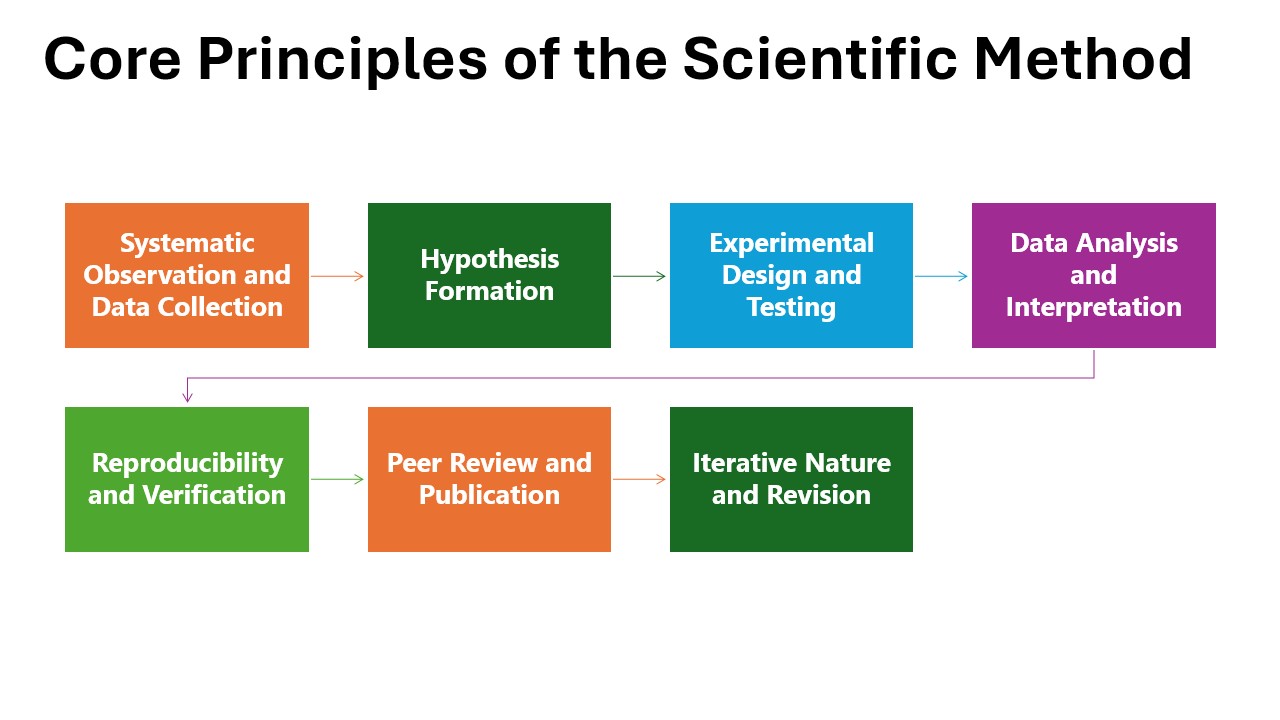 Core Principles of the Scientific Method
Systematic
Observation and
Data Collection
Hypothesis
Formation
Experimental
Design and
Testing
Data Analysis
and
Interpretation
Reproducibility
and Verification
Peer Review and
Publication
Iterative Nature
and Revision